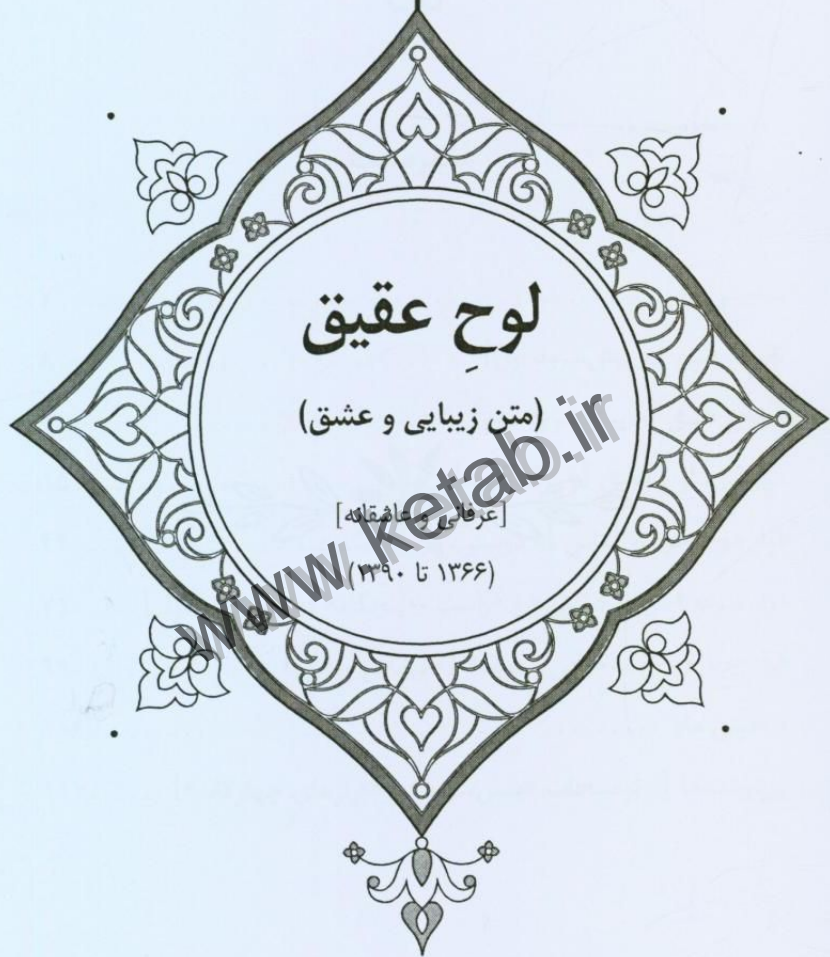 لوحِ عقیق
(متن زیبایی و عشق)
[عرفانی و عاشقانه]
(۱۳۶۶ تا ۱۳۹۰)
www.ketab.ir